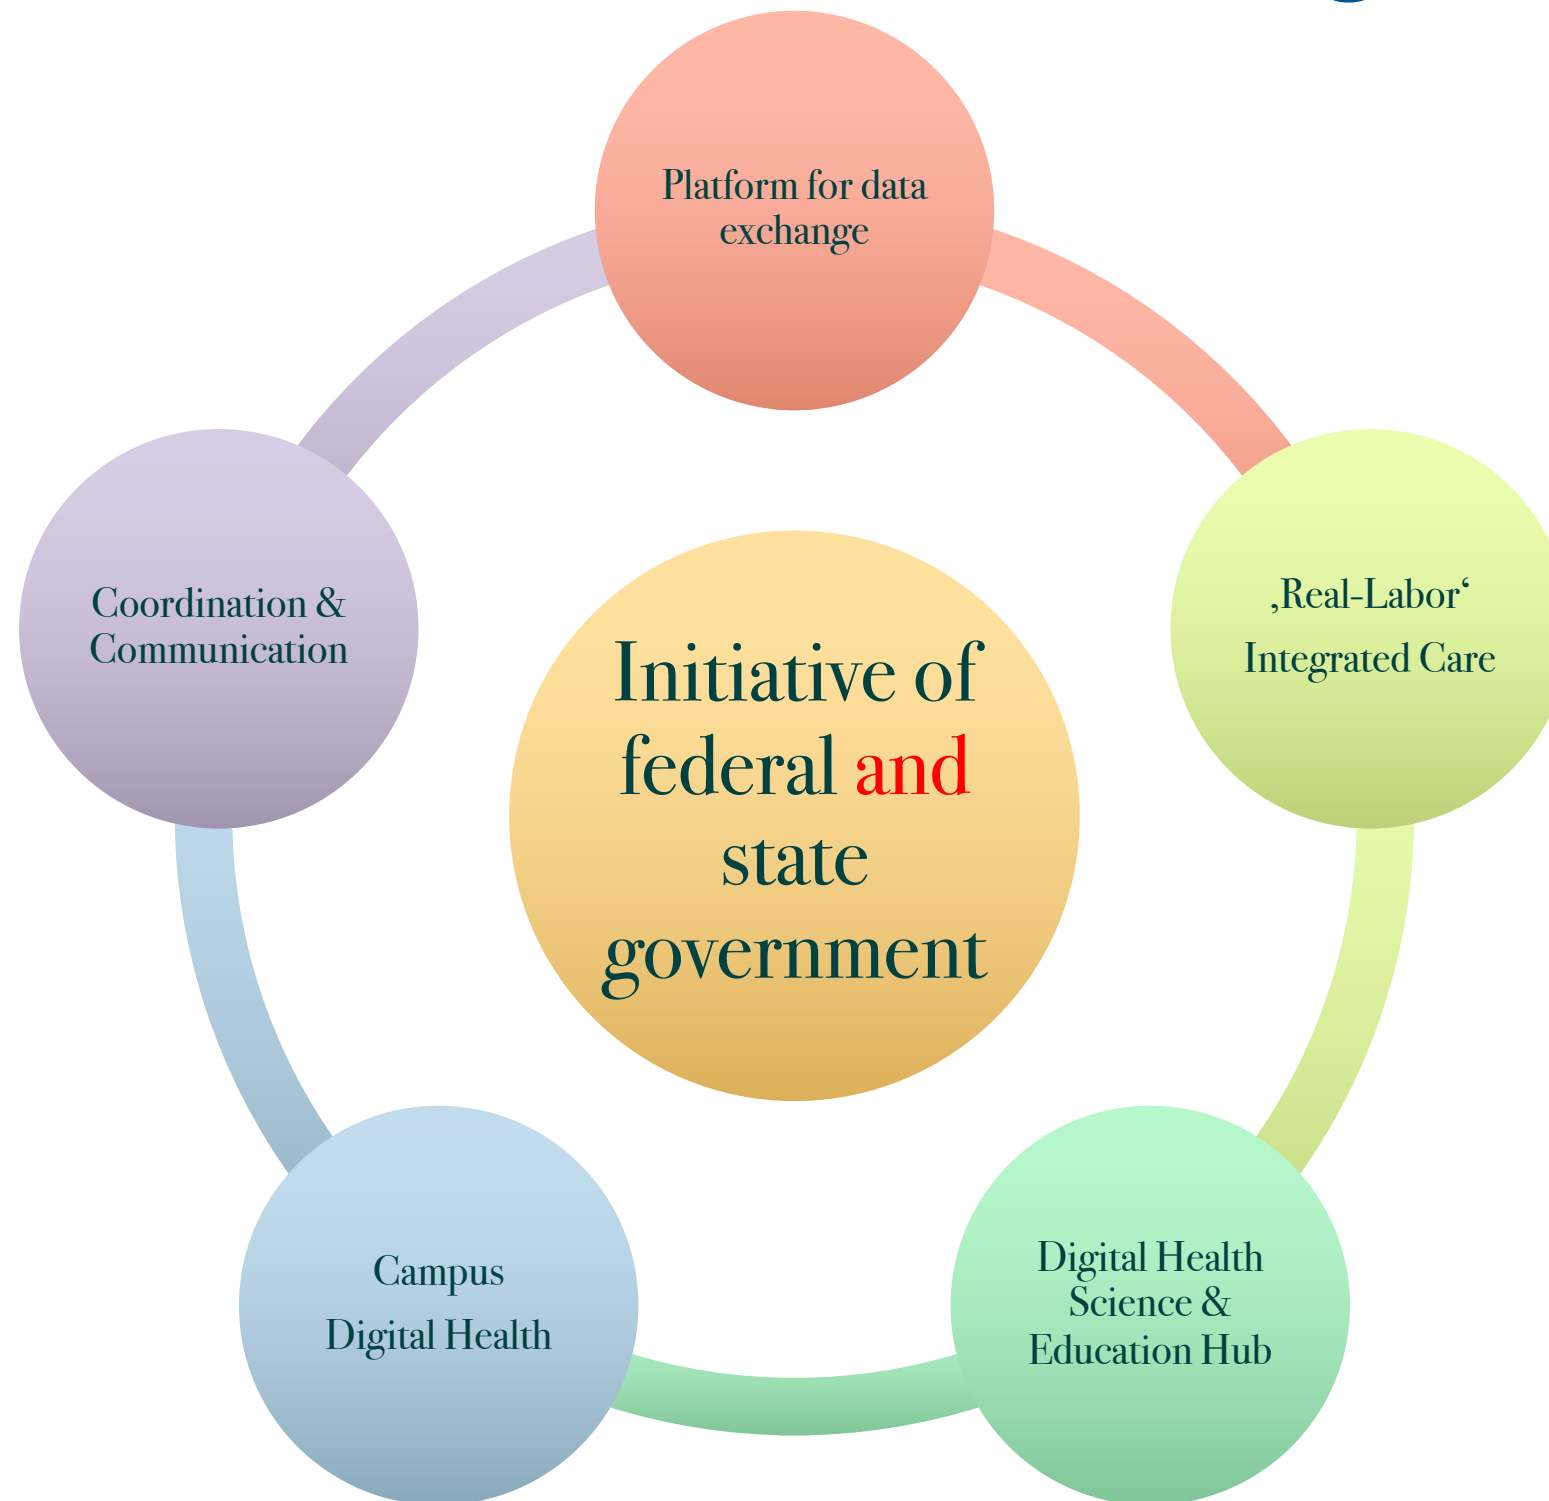 Platform for data
exchange
Coordination &
Communication
‚Real-Labor‘
Integrated Care
Initiative of
federal and
state
government
Campus
Digital Health
Digital Health
Science &
Education Hub